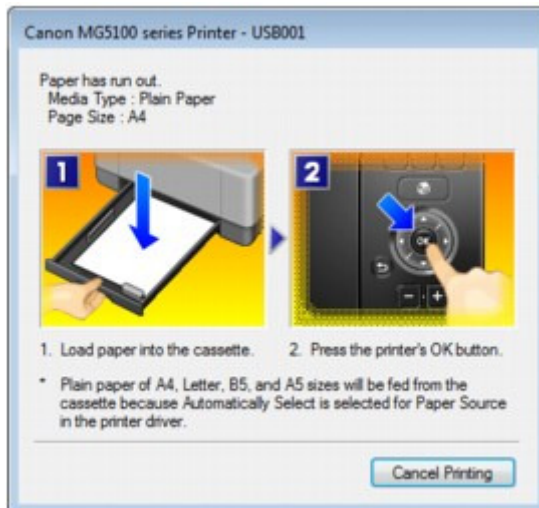 Canon MG5100 series Printer - USB001
Paper has run out.
Media Type : Plain Paper
Page Size : A4
1
2
OK
1. Load paper into the cassette.
2. Press the printer's OK button.
* Plain paper of A4, Letter, B5, and A5 sizes will be fed from the
cassette because Automatically Select is selected for Paper Source
in the printer driver.
Cancel Printing